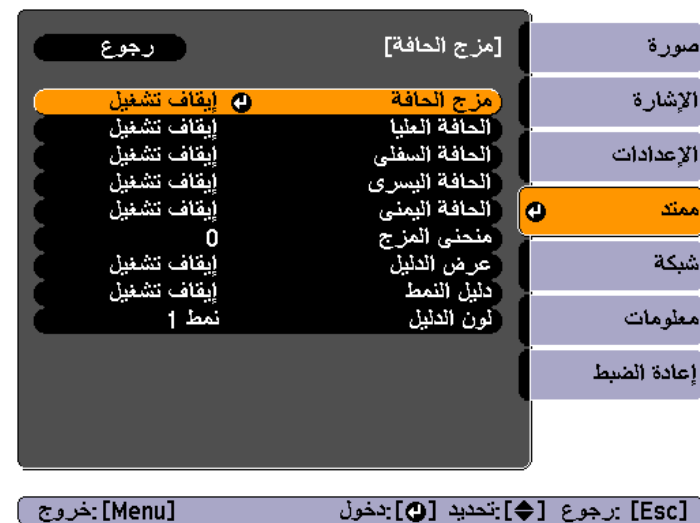 [مزج الحافة] رجوع
مزج الحافة إيقاف تشغيل
الحافة العليا إيقاف تشغيل
الحافة السفلى إيقاف تشغيل
الحافة اليسرى إيقاف تشغيل
الحافة اليمنى إيقاف تشغيل
منحنى المزج 0
عرض الدليل إيقاف تشغيل
دليل النمط إيقاف تشغيل
لون الدليل نمط 1
صورة
الإشارة
الإعدادات
ممتد
شبكة
معلومات
إعادة الضبط
[Esc] :رجوع [◆]:تحديد [↵]:دخول [Menu]:خروج